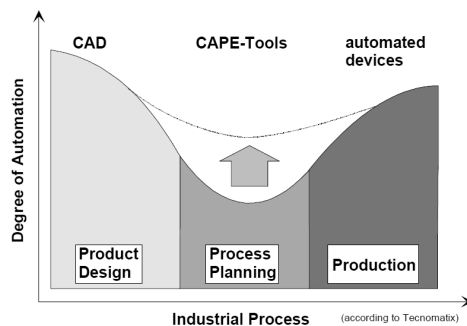 CAD
CAPE-Tools
automated
devices
Degree of Automation
Product
Design
Process
Planning
Production
Industrial Process
(according to Tecnomatix)